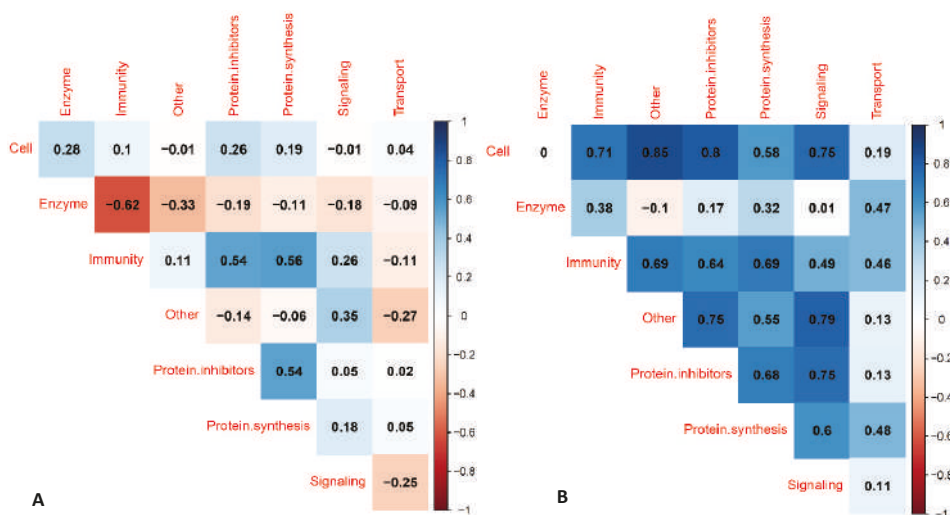 Enzyme
Immunity
Other
Protein.inhibitors
Protein.synthesis
Signaling
Transport
Cell 0.28 0.1 −0.01 0.26 0.19 −0.01 0.04
Enzyme −0.62 −0.33 −0.19 −0.11 −0.18 −0.09
Immunity 0.11 0.54 0.56 0.26 −0.11
Other −0.14 −0.06 0.35 −0.27
Protein.inhibitors 0.54 0.05 0.02
Protein.synthesis 0.18 0.05
Signaling −0.25
1
0.8
0.6
0.4
0.2
0
−0.2
−0.4
−0.6
−0.8
−1
A
Enzyme
Immunity
Other
Protein.inhibitors
Protein.synthesis
Signaling
Transport
Cell 0 0.71 0.85 0.8 0.58 0.75 0.19
Enzyme 0.38 −0.1 0.17 0.32 0.01 0.47
Immunity 0.69 0.64 0.69 0.49 0.46
Other 0.75 0.55 0.79 0.13
Protein.inhibitors 0.68 0.75 0.13
Protein.synthesis 0.6 0.48
Signaling 0.11
1
0.8
0.6
0.4
0.2
0
−0.2
−0.4
−0.6
−0.8
−1
B